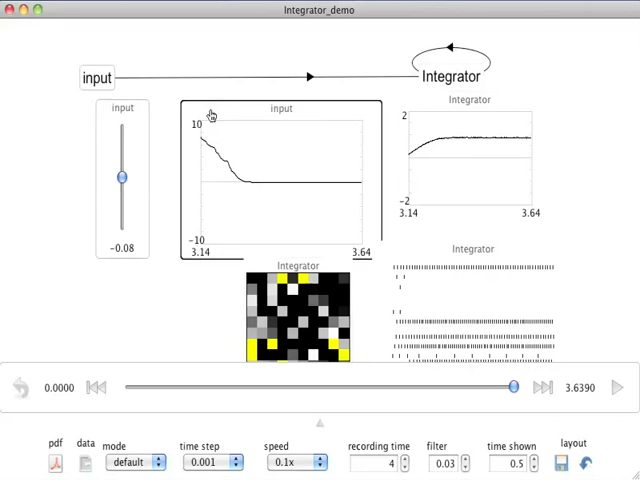 Integrator_demo
input
Integrator
input
-0.08
input
10
-10
3.14
3.64
Integrator
2
-2
3.14
3.64
Integrator
Integrator
0.0000
3.6390
pdf
data
mode
default
time step
0.001
speed
0.1x
recording time
4
filter
0.03
time shown
0.5
layout